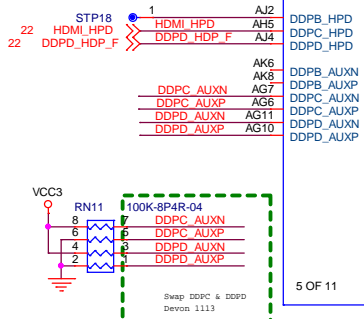 STP18 1 AJ2 DDPB_HPD
22 HDMI_HPD HDMI_HPD AH5 DDPC_HPD
22 DDPD_HDP_F DDPD_HDP_F AJ4 DDPD_HPD
AK6 DDPB_AUXN
AK8 DDPB_AUXP
DDPC_AUXN AG7 DDPC_AUXN
DDPC_AUXP AG6 DDPC_AUXP
DDPD_AUXN AG11 DDPD_AUXN
DDPD_AUXP AG10 DDPD_AUXP
VCC3
RN11 100K-8P4R-04
8 7 DDPC_AUXN
6 5 DDPC_AUXP
4 3 DDPD_AUXN
2 1 DDPD_AUXP
5 OF 11
Swap DDPC & DDPD
Devon 1113